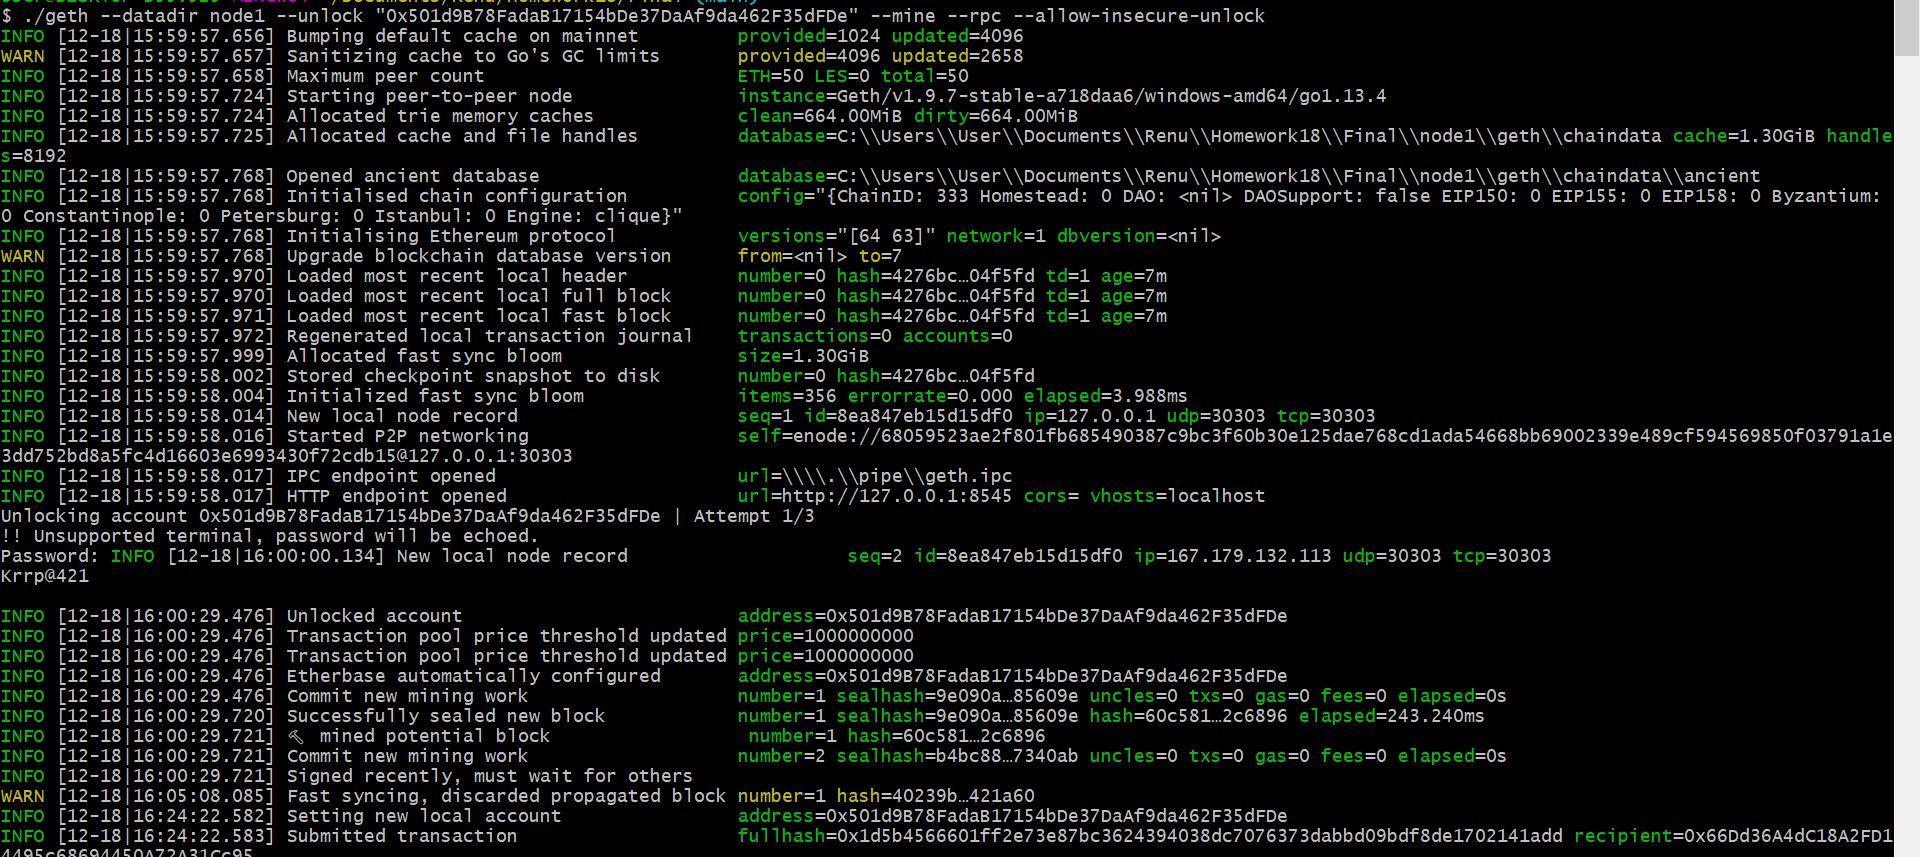 $ ./geth --datadir node1 --unlock "0x501d9B78FadaB17154bDe37DaAf9da462F35dFDe" --mine --rpc --allow-insecure-unlock
INFO [12-18|15:59:57.656] Bumping default cache on mainnet provided=1024 updated=4096
WARN [12-18|15:59:57.657] Sanitizing cache to Go's GC limits provided=4096 updated=2658
INFO [12-18|15:59:57.658] Maximum peer count ETH=50 LES=0 total=50
INFO [12-18|15:59:57.724] Starting peer-to-peer node instance=Geth/v1.9.7-stable-a718daa6/windows-amd64/go1.13.4
INFO [12-18|15:59:57.724] Allocated trie memory caches clean=664.00MiB dirty=664.00MiB
INFO [12-18|15:59:57.725] Allocated cache and file handles database=C:\\Users\\User\\Documents\\Renu\\Homework18\\Final\\node1\\geth\\chaindata cache=1.30GiB handle
s=8192
INFO [12-18|15:59:57.768] Opened ancient database database=C:\\Users\\User\\Documents\\Renu\\Homework18\\Final\\node1\\geth\\chaindata\\ancient
INFO [12-18|15:59:57.768] Initialised chain configuration config="{ChainID: 333 Homestead: 0 DAO: <nil> DAOSupport: false EIP150: 0 EIP155: 0 EIP158: 0 Byzantium:
0 Constantinople: 0 Petersburg: 0 Istanbul: 0 Engine: clique}"
INFO [12-18|15:59:57.768] Initialising Ethereum protocol versions="[64 63]" network=1 dbversion=<nil>
WARN [12-18|15:59:57.768] Upgrade blockchain database version from=<nil> to=7
INFO [12-18|15:59:57.970] Loaded most recent local header number=0 hash=4276bc…04f5fd td=1 age=7m
INFO [12-18|15:59:57.970] Loaded most recent local full block number=0 hash=4276bc…04f5fd td=1 age=7m
INFO [12-18|15:59:57.971] Loaded most recent local fast block number=0 hash=4276bc…04f5fd td=1 age=7m
INFO [12-18|15:59:57.972] Regenerated local transaction journal transactions=0 accounts=0
INFO [12-18|15:59:57.999] Allocated fast sync bloom size=1.30GiB
INFO [12-18|15:59:58.002] Stored checkpoint snapshot to disk number=0 hash=4276bc…04f5fd
INFO [12-18|15:59:58.004] Initialized fast sync bloom items=356 errorrate=0.000 elapsed=3.988ms
INFO [12-18|15:59:58.014] New local node record seq=1 id=8ea847eb15d15df0 ip=127.0.0.1 udp=30303 tcp=30303
INFO [12-18|15:59:58.016] Started P2P networking self=enode://68059523ae2f801fb685490387c9bc3f60b30e125dae768cd1ada54668bb69002339e489cf594569850f03791a1e
3dd752bd8a5fc4d16603e6993430f72cdb15@127.0.0.1:30303
INFO [12-18|15:59:58.017] IPC endpoint opened url=\\\\.\\pipe\\geth.ipc
INFO [12-18|15:59:58.017] HTTP endpoint opened url=http://127.0.0.1:8545 cors= vhosts=localhost
Unlocking account 0x501d9B78FadaB17154bDe37DaAf9da462F35dFDe | Attempt 1/3
!! Unsupported terminal, password will be echoed.
Password: INFO [12-18|16:00:00.134] New local node record seq=2 id=8ea847eb15d15df0 ip=167.179.132.113 udp=30303 tcp=30303
Krrp@421
INFO [12-18|16:00:29.476] Unlocked account address=0x501d9B78FadaB17154bDe37DaAf9da462F35dFDe
INFO [12-18|16:00:29.476] Transaction pool price threshold updated price=1000000000
INFO [12-18|16:00:29.476] Transaction pool price threshold updated price=1000000000
INFO [12-18|16:00:29.476] Etherbase automatically configured address=0x501d9B78FadaB17154bDe37DaAf9da462F35dFDe
INFO [12-18|16:00:29.476] Commit new mining work number=1 sealhash=9e090a…85609e uncles=0 txs=0 gas=0 fees=0 elapsed=0s
INFO [12-18|16:00:29.720] Successfully sealed new block number=1 sealhash=9e090a…85609e hash=60c581…2c6896 elapsed=243.240ms
INFO [12-18|16:00:29.721] 🔨 mined potential block number=1 hash=60c581…2c6896
INFO [12-18|16:00:29.721] Commit new mining work number=2 sealhash=b4bc88…7340ab uncles=0 txs=0 gas=0 fees=0 elapsed=0s
INFO [12-18|16:00:29.721] Signed recently, must wait for others
WARN [12-18|16:05:08.085] Fast syncing, discarded propagated block number=1 hash=40239b…421a60
INFO [12-18|16:24:22.582] Setting new local account address=0x501d9B78FadaB17154bDe37DaAf9da462F35dFDe
INFO [12-18|16:24:22.583] Submitted transaction fullhash=0x1d5b4566601ff2e73e87bc3624394038dc7076373dabbd09bdf8de1702141add recipient=0x66Dd36A4dC18A2FD1